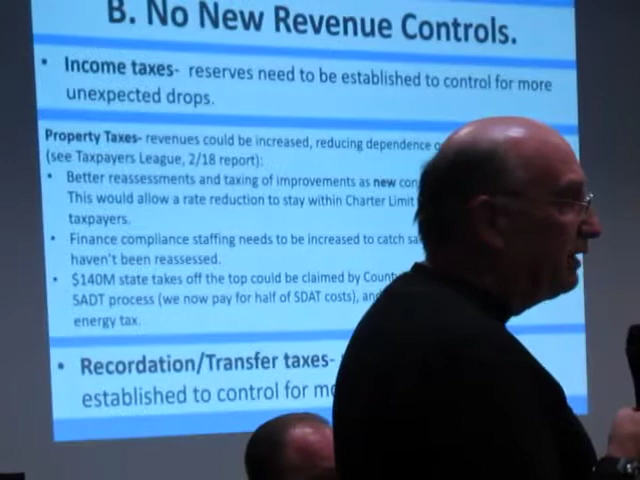 B. No New Revenue Controls.
• Income taxes- reserves need to be established to control for more
unexpected drops.
Property Taxes- revenues could be increased, reducing dependence
(see Taxpayers League, 2/18 report):
• Better reassessments and taxing of improvements as new
This would allow a rate reduction to stay within Charter Limit
taxpayers.
• Finance compliance staffing needs to be increased to catch
haven't been reassessed.
• $140M state takes off the top could be claimed by County
SADT process (we now pay for half of SDAT costs), and
energy tax.
• Recordation/Transfer taxes-
established to control for